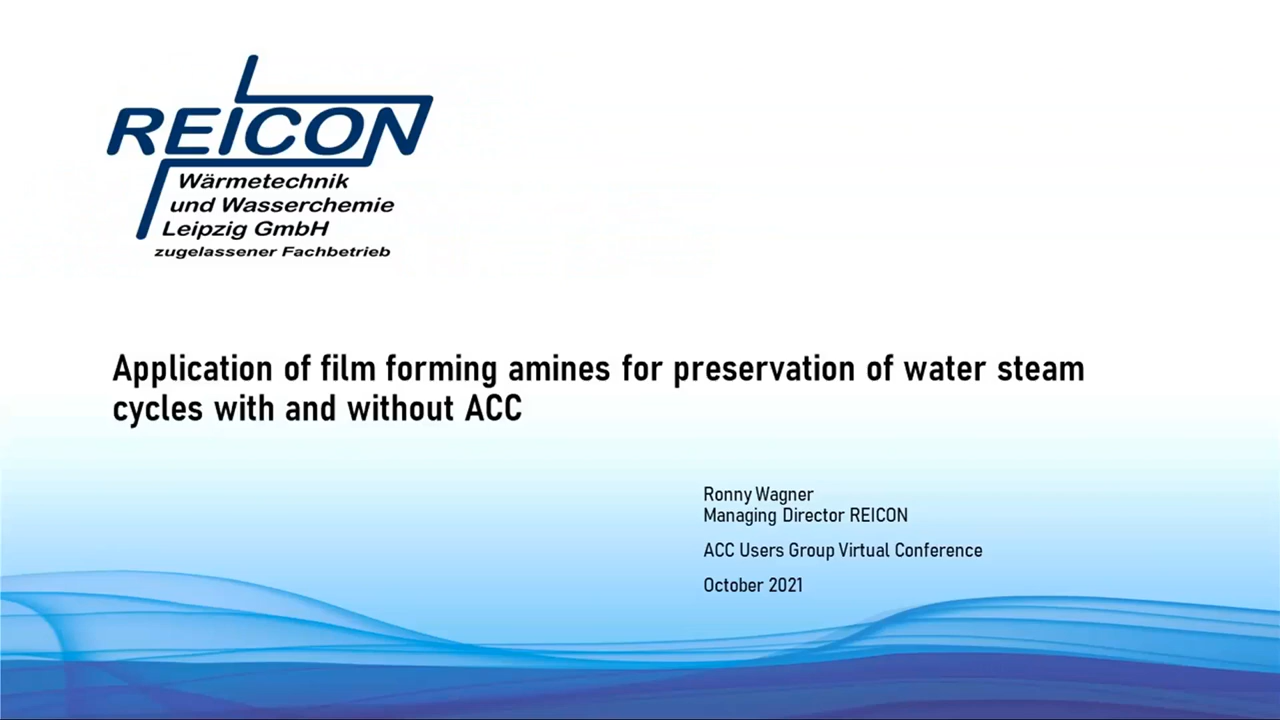 REICON
Wärmetechnik
und Wasserchemie
Leipzig GmbH
zugelassener Fachbetrieb
Application of film forming amines for preservation of water steam
cycles with and without ACC
Ronny Wagner
Managing Director REICON
ACC Users Group Virtual Conference
October 2021